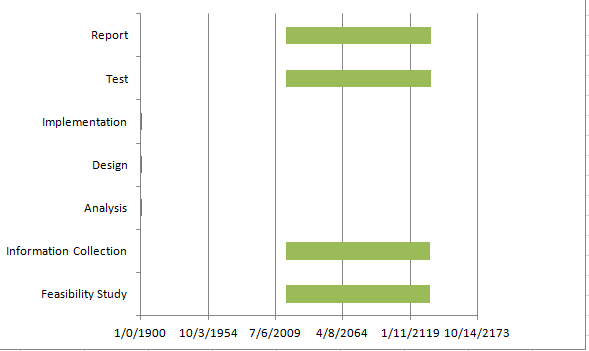 Report
Test
Implementation
Design
Analysis
Information Collection
Feasibility Study
1/0/1900 10/3/1954 7/6/2009 4/8/2064 1/11/2119 10/14/2173